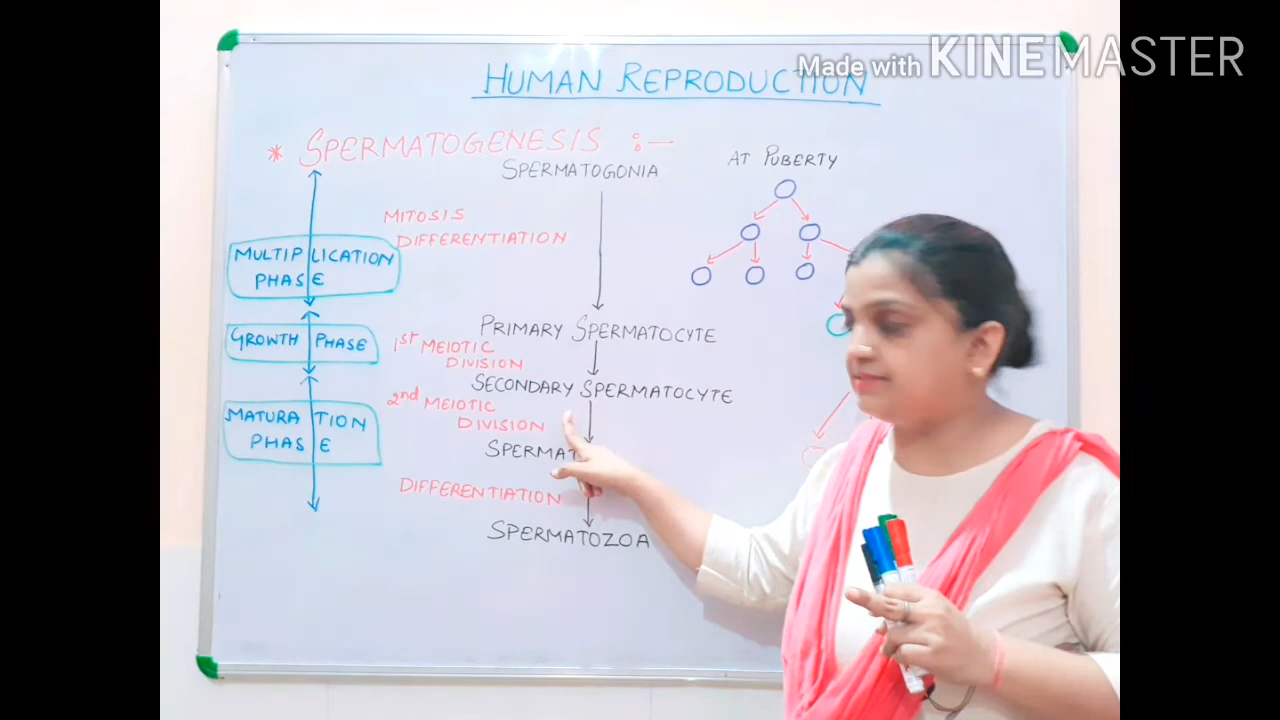 Made with KINEMASTER
HUMAN REPRODUCTION
* SPERMATOGENESIS :—
SPERMATOGONIA
AT PUBERTY
MITOSIS
DIFFERENTIATION
MULTIPLICATION
PHASE
PRIMARY SPERMATOCYTE
GROWTH PHASE
1st MEIOTIC
DIVISION
SECONDARY SPERMATOCYTE
2nd MEIOTIC
DIVISION
MATURATION
PHASE
DIFFERENTIATION
SPERMATOZOA